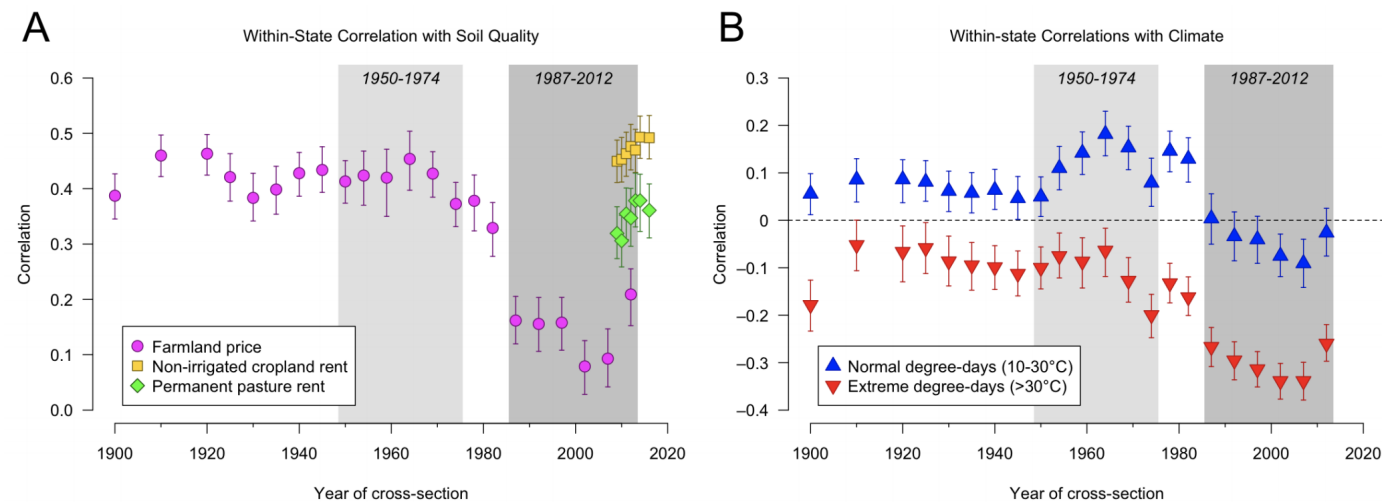 A
Within-State Correlation with Soil Quality
1950-1974
1987-2012
0.6
0.5
0.4
0.3
0.2
0.1
0.0
Correlation
Farmland price
Non-irrigated cropland rent
Permanent pasture rent
1900
1920
1940
1960
1980
2000
2020
Year of cross-section
B
Within-state Correlations with Climate
1950-1974
1987-2012
0.3
0.2
0.1
0
−0.1
−0.2
−0.3
−0.4
Correlation
Normal degree-days (10-30°C)
Extreme degree-days (>30°C)
1900
1920
1940
1960
1980
2000
2020
Year of cross-section